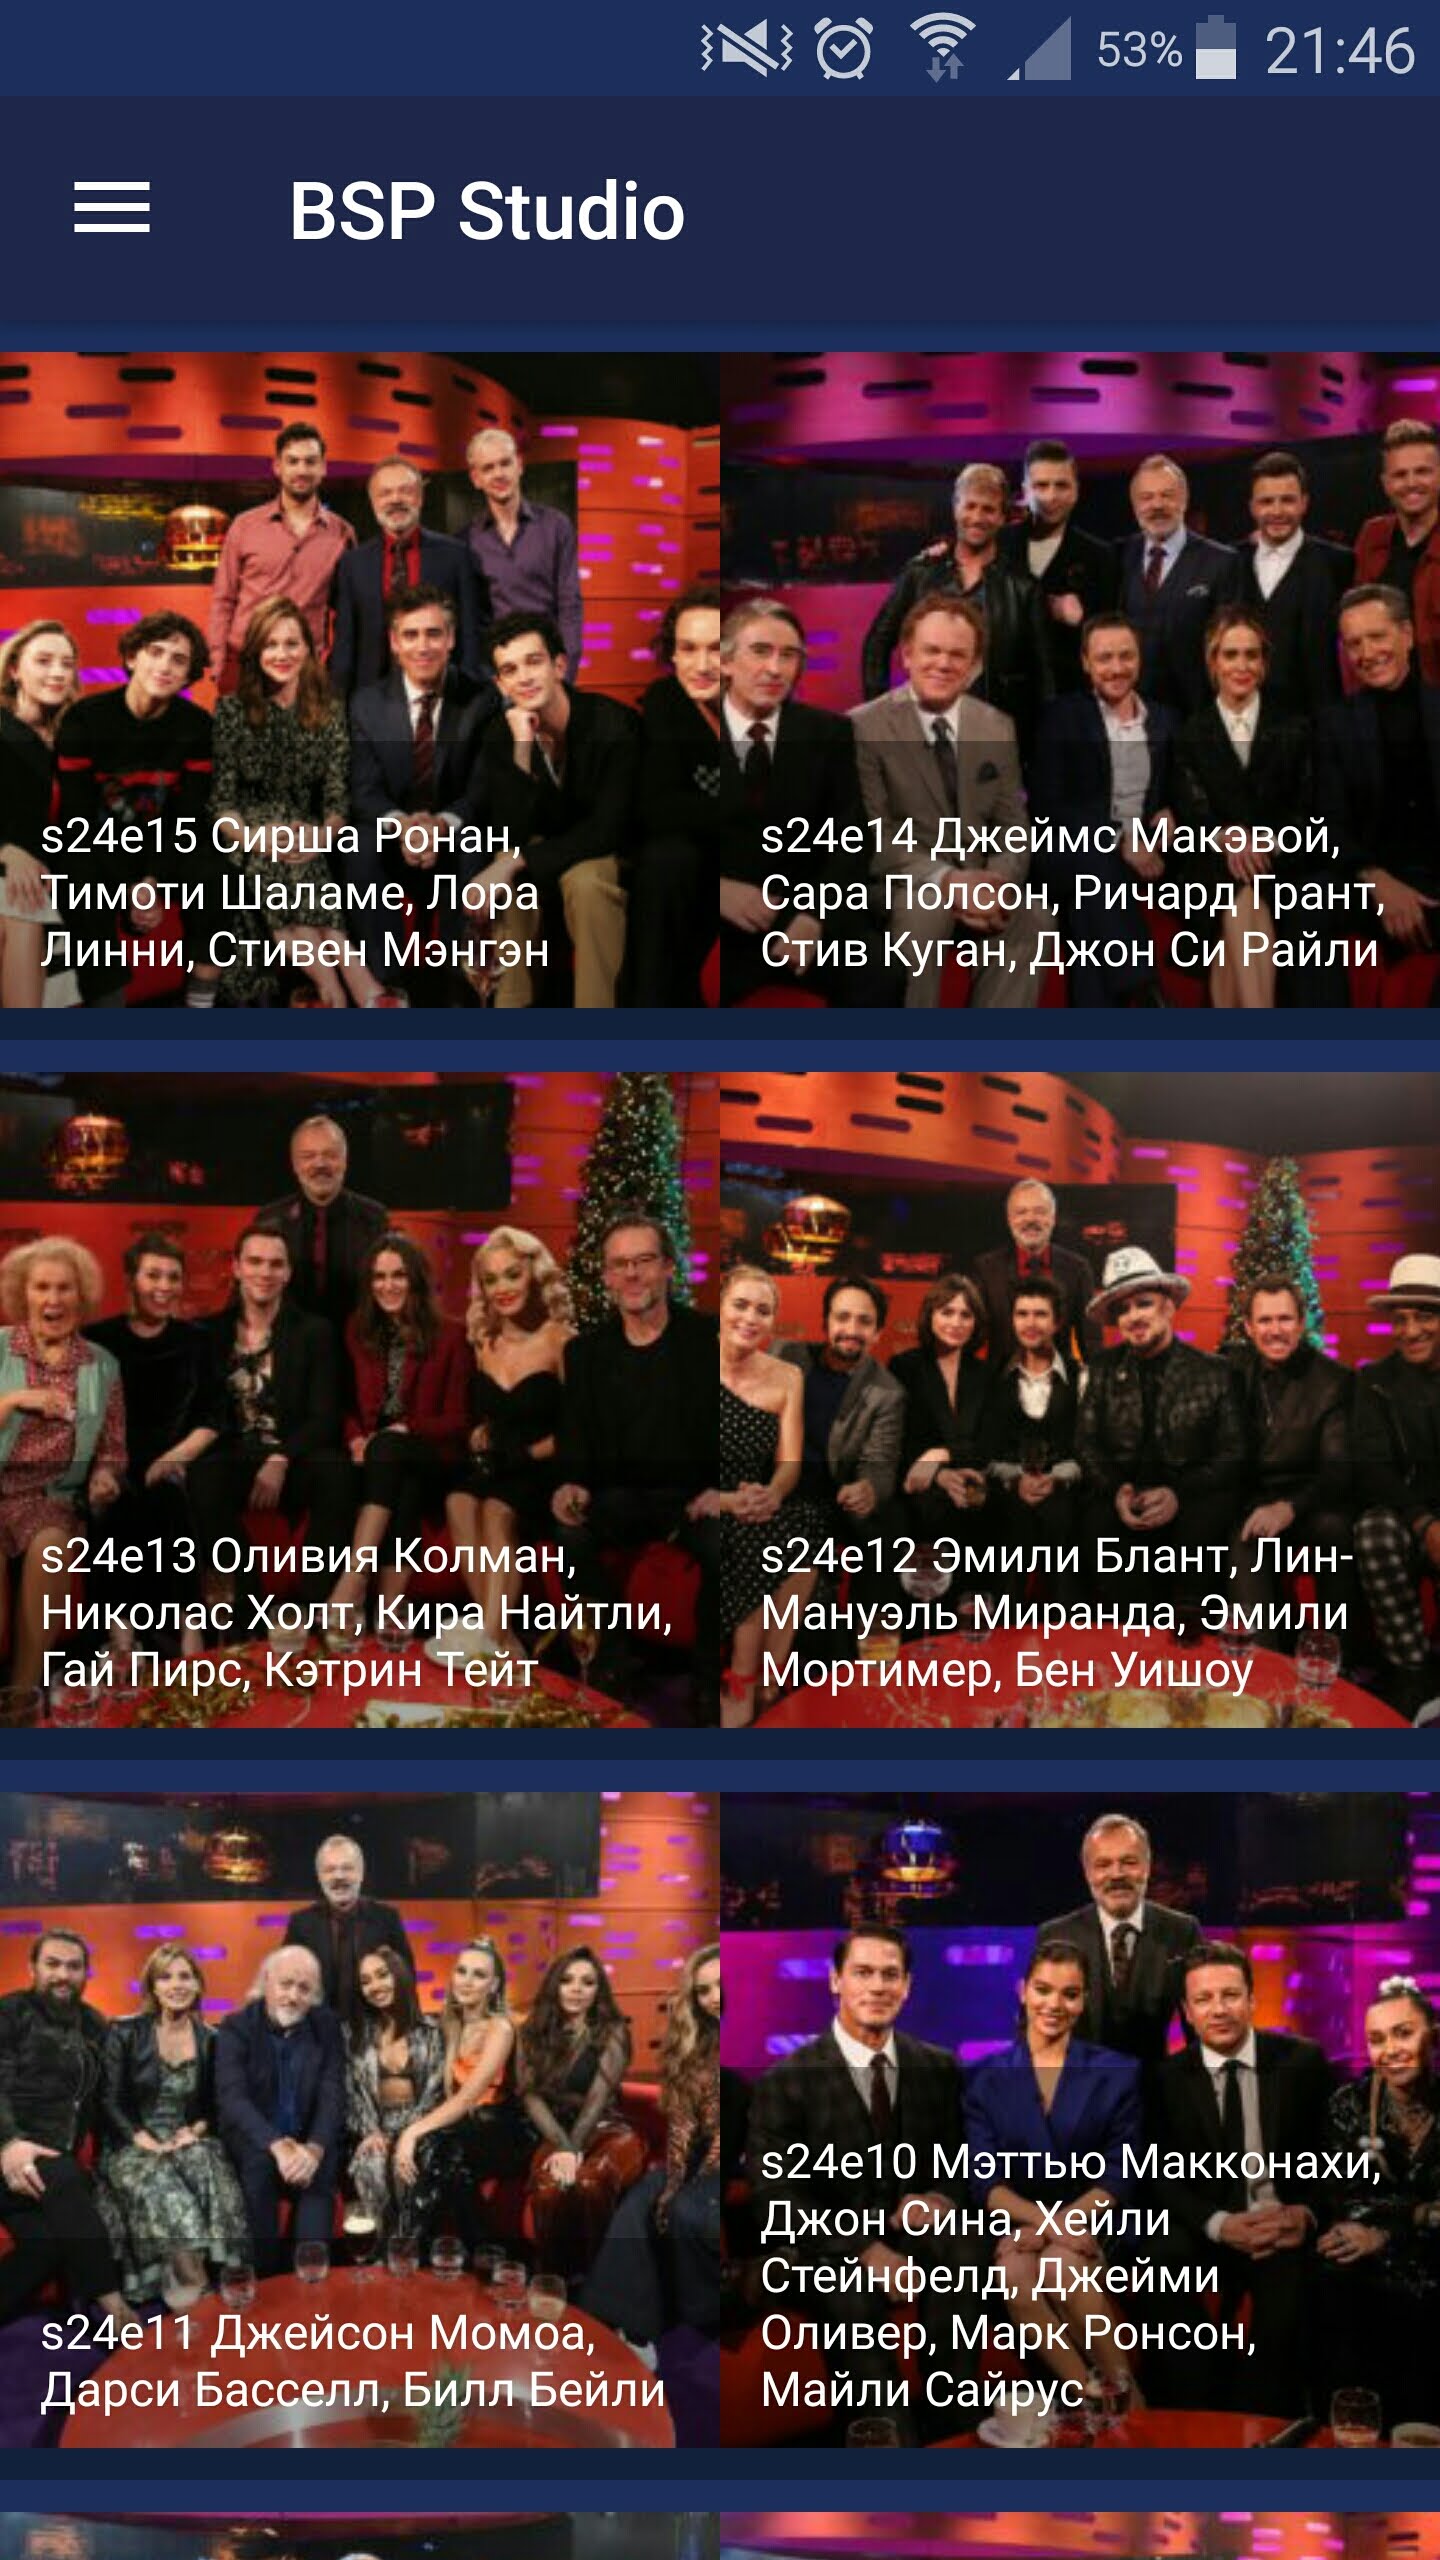 53% 21:46
BSP Studio
s24e15 Сирша Ронан,
Тимоти Шаламе, Лора
Линни, Стивен Мэнгэн
s24e14 Джеймс Макэвой,
Сара Полсон, Ричард Грант,
Стив Куган, Джон Си Райли
s24e13 Оливия Колман,
Николас Холт, Кира Найтли,
Гай Пирс, Кэтрин Тейт
s24e12 Эмили Блант, Лин-
Мануэль Миранда, Эмили
Мортимер, Бен Уишоу
s24e11 Джейсон Момоа,
Дарси Басселл, Билл Бейли
s24e10 Мэттью Макконахи,
Джон Сина, Хейли
Стейнфелд, Джейми
Оливер, Марк Ронсон,
Майли Сайрус